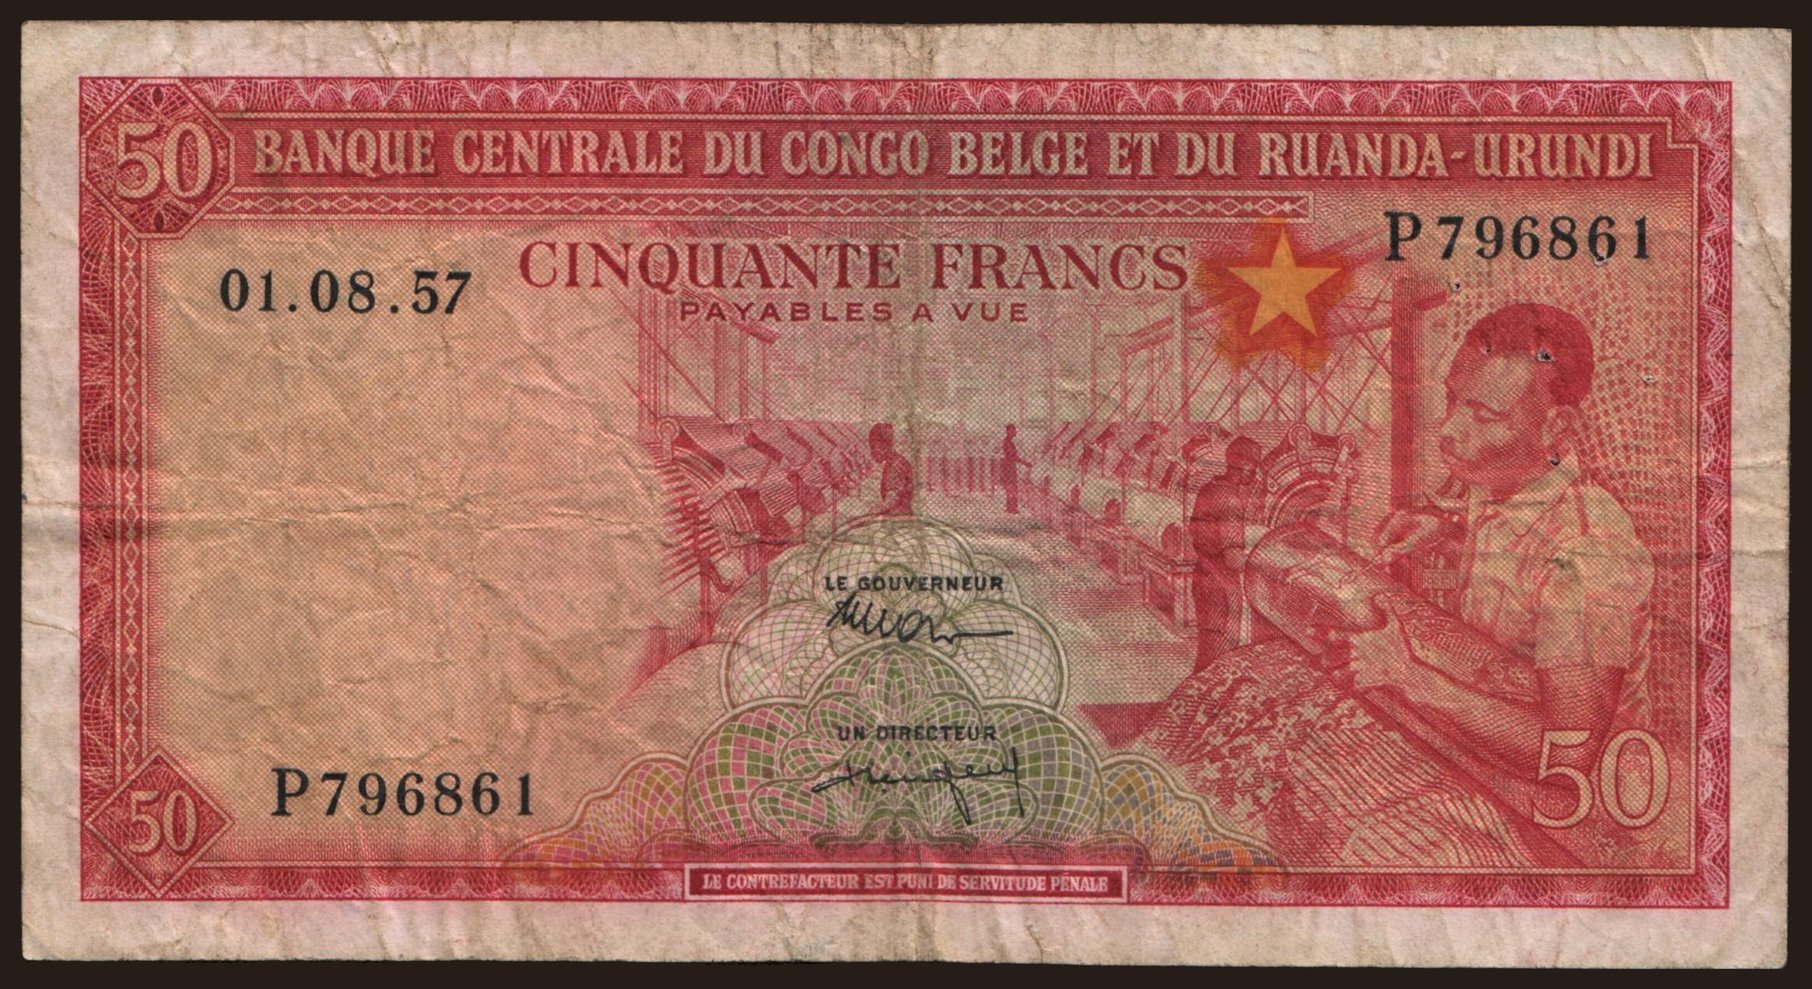 50
BANQUE CENTRALE DU CONGO BELGE ET DU RUANDA-URUNDI
P796861
01.08.57
CINQUANTE FRANCS
PAYABLES A VUE
LE GOUVERNEUR
UN DIRECTEUR
50
P796861
50
LE CONTREFACTEUR EST PUNI DE SERVITUDE PÉNALE